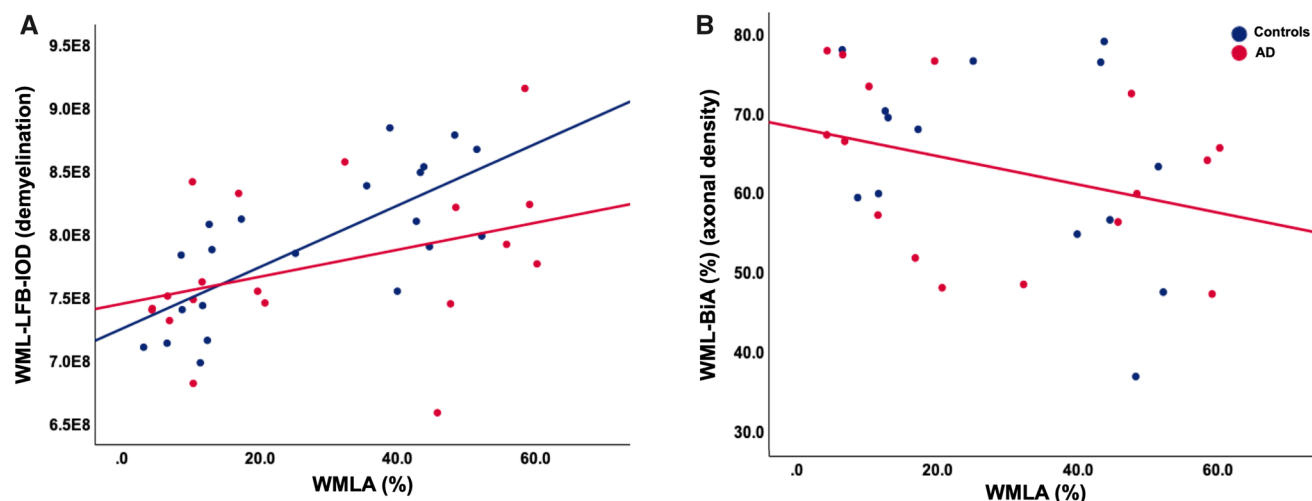 A
WML-LFB-IOD (demyelination)
9.5E8
9.0E8
8.5E8
8.0E8
7.5E8
7.0E8
6.5E8
.0 20.0 40.0 60.0
WMLA (%)
B
Controls
AD
WML-BiA (%) (axonal density)
80.0
70.0
60.0
50.0
40.0
30.0
.0 20.0 40.0 60.0
WMLA (%)